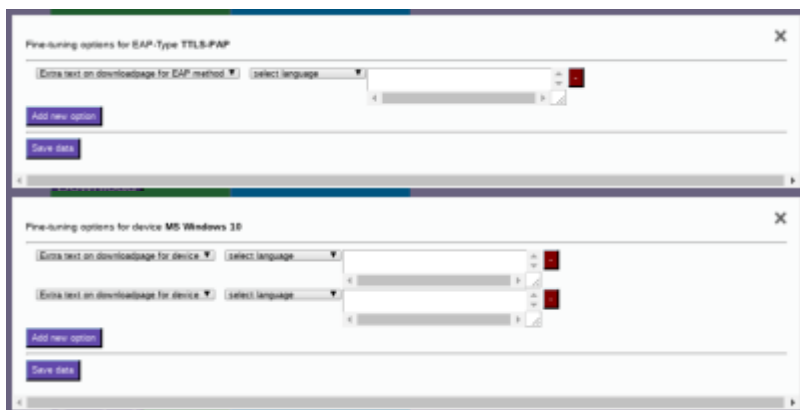 Fine-tuning options for EAP-Type TTLS-PAP
Extra text on downloadpage for EAP method select language -
Add new option
Save data
Fine-tuning options for device MS Windows 10
Extra text on downloadpage for device select language -
Extra text on downloadpage for device select language -
Add new option
Save data